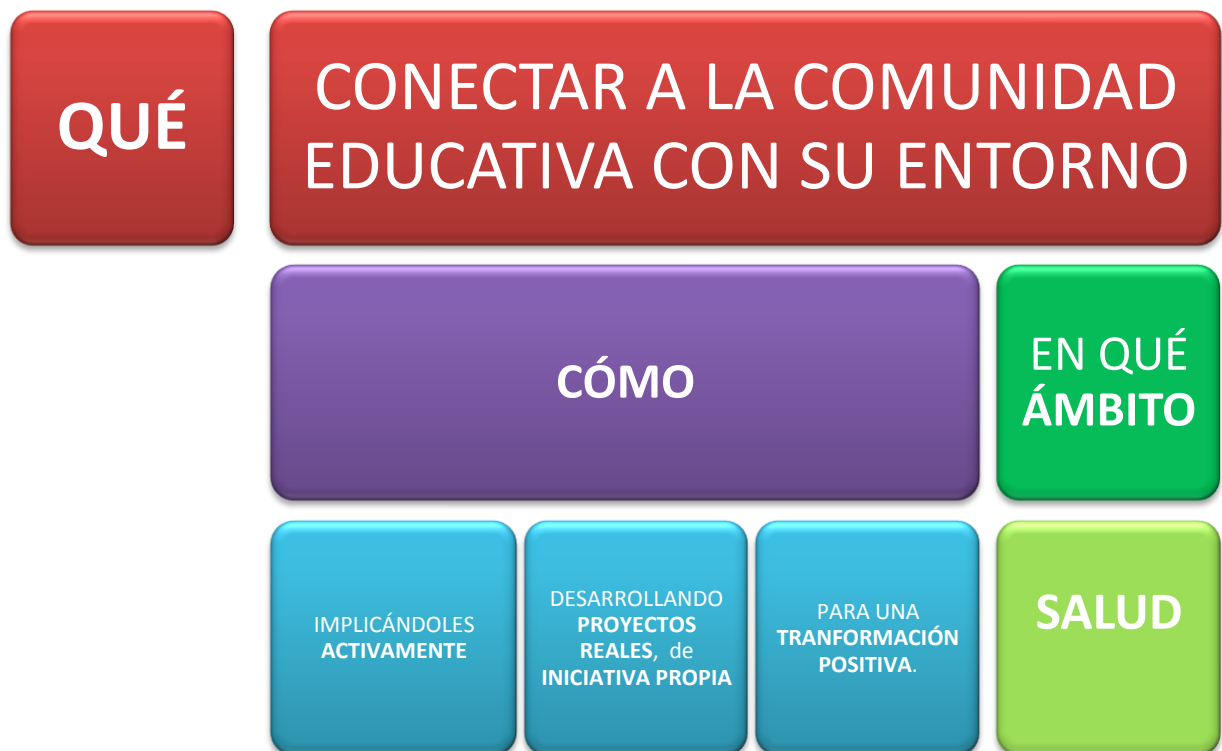 QUÉ
CONECTAR A LA COMUNIDAD
EDUCATIVA CON SU ENTORNO
CÓMO
EN QUÉ
ÁMBITO
IMPLICÁNDOLES
ACTIVAMENTE
DESARROLLANDO
PROYECTOS
REALES, de
INICIATIVA PROPIA
PARA UNA
TRANFORMACIÓN
POSITIVA.
SALUD